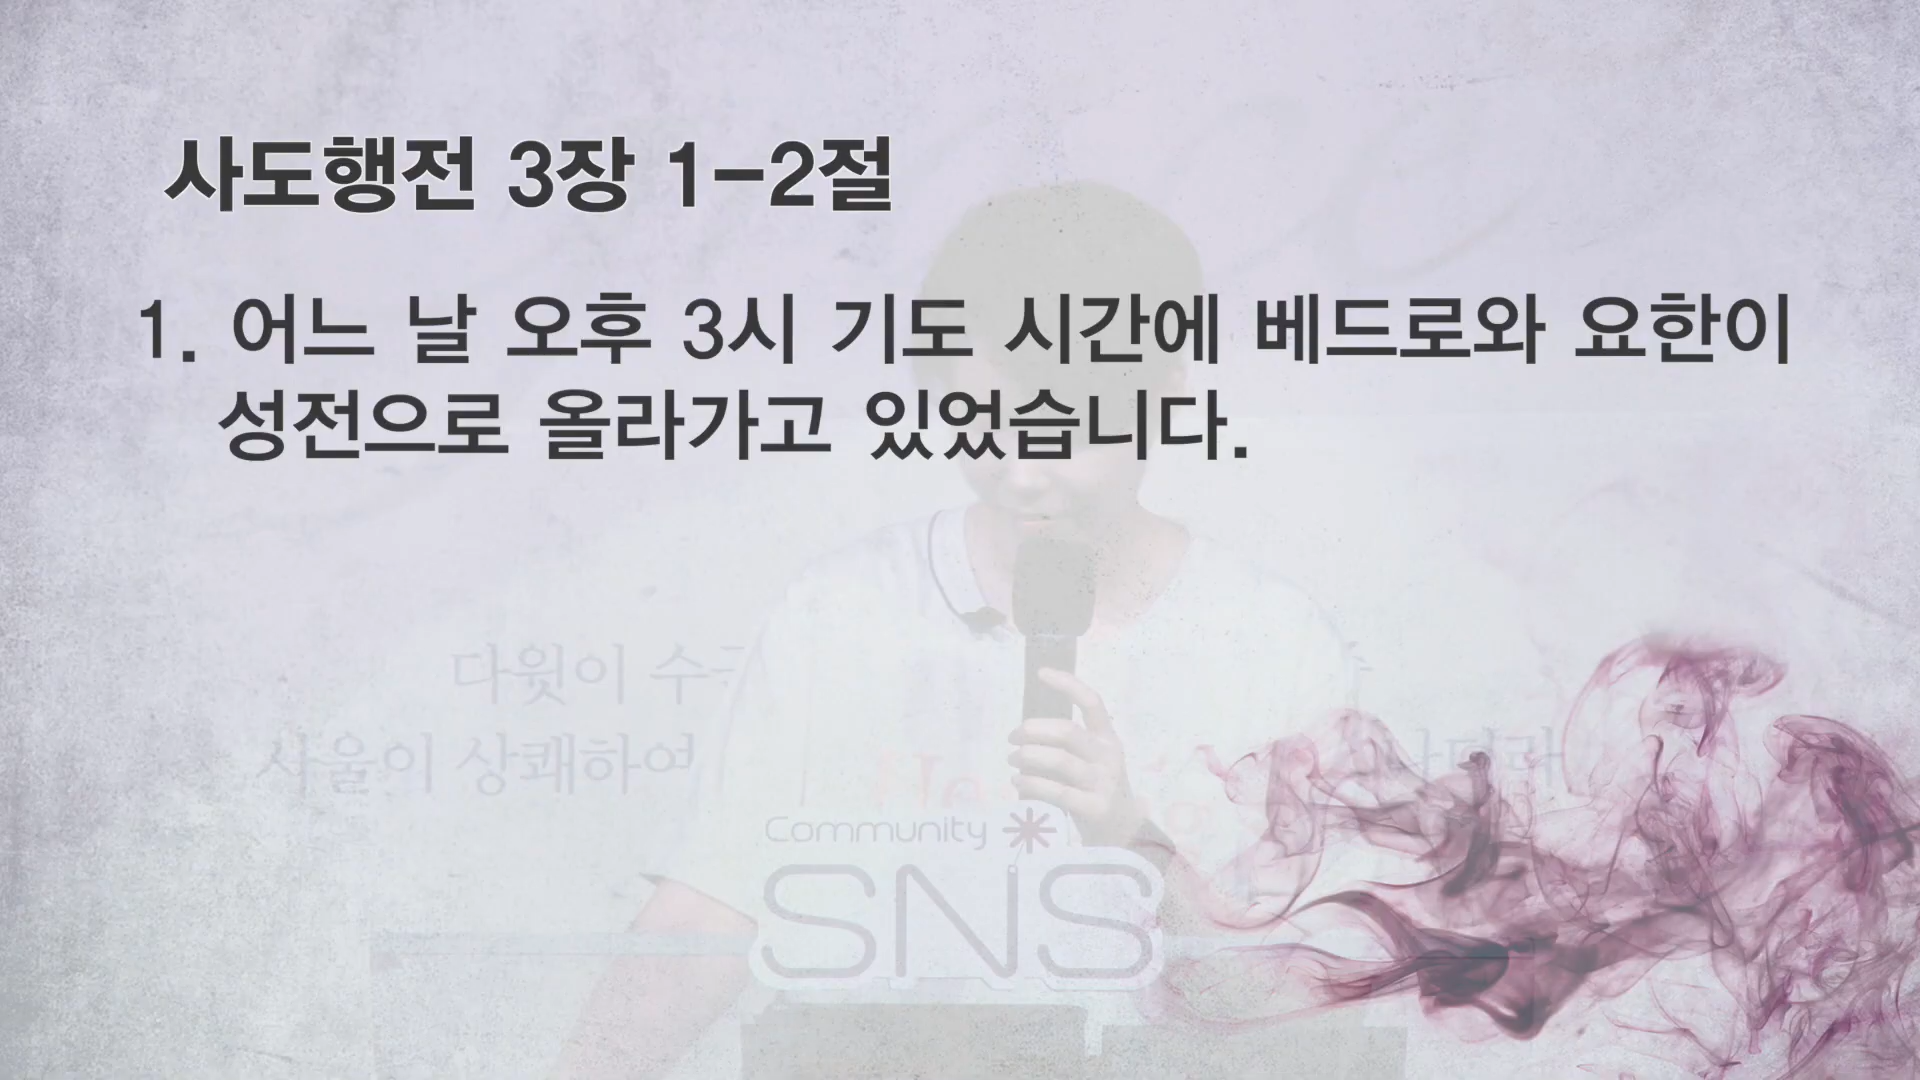 사도행전 3장 1-2절
1. 어느 날 오후 3시 기도 시간에 베드로와 요한이
성전으로 올라가고 있었습니다.
다윗이
사울이 상쾌하여
Community
SNS